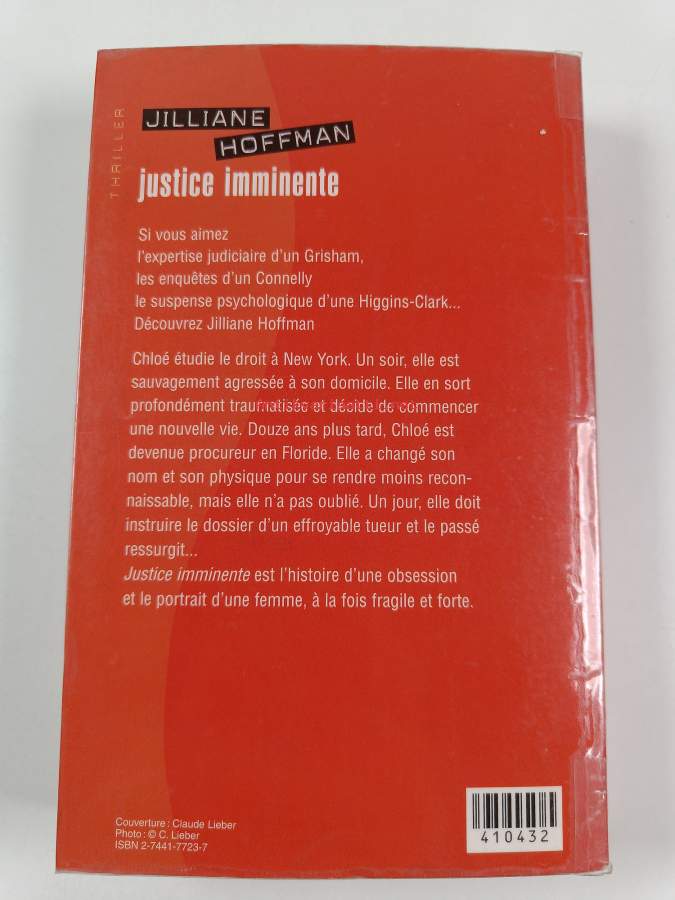 THRILLER
JILLIANE
HOFFMAN
justice imminente
Si vous aimez
l'expertise judiciaire d'un Grisham,
les enquêtes d'un Connelly
le suspense psychologique d'une Higgins-Clark...
Découvrez Jilliane Hoffman
Chloé étudie le droit à New York. Un soir, elle est
sauvagement agressée à son domicile. Elle en sort
profondément traumatisée et décide de commencer
une nouvelle vie. Douze ans plus tard, Chloé est
devenue procureur en Floride. Elle a changé son
nom et son physique pour se rendre moins recon-
naissable, mais elle n'a pas oublié. Un jour, elle doit
instruire le dossier d'un effroyable tueur et le passé
ressurgit...
Justice imminente est l'histoire d'une obsession
et le portrait d'une femme, à la fois fragile et forte.
Couverture : Claude Lieber
Photo : © C. Lieber
ISBN 2-7441-7723-7
410432